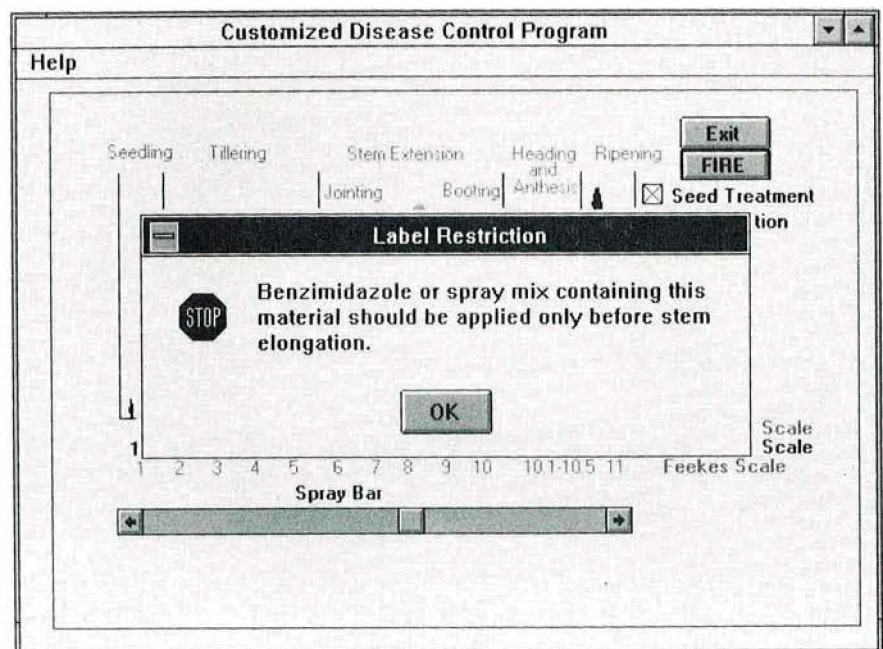 Customized Disease Control Program
Help
Exit
FIRE
Seedling Tillering Stem Extension Heading and Anthesis Ripening
Jointing Booting
Seed Treatment
tion
Label Restriction
STOP
Benzimidazole or spray mix containing this
material should be applied only before stem
elongation.
OK
Scale
1 Scale
1 2 3 4 5 6 7 8 9 10 10.1-10.5 11 Feekes Scale
Spray Bar